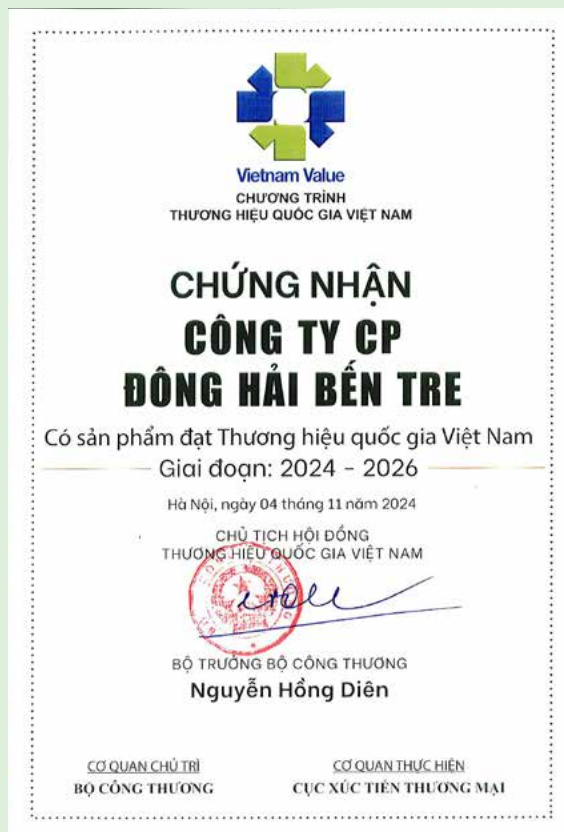 Vietnam Value
CHƯƠNG TRÌNH
THƯƠNG HIỆU QUỐC GIA VIỆT NAM
CHỨNG NHẬN
CÔNG TY CP
ĐÔNG HẢI BẾN TRE
Có sản phẩm đạt Thương hiệu quốc gia Việt Nam
Giai đoạn: 2024 - 2026
Hà Nội, ngày 04 tháng 11 năm 2024
CHỦ TỊCH HỘI ĐỒNG
THƯƠNG HIỆU QUỐC GIA VIỆT NAM
BỘ TRƯỞNG BỘ CÔNG THƯƠNG
Nguyễn Hồng Diên
CƠ QUAN CHỦ TRÌ
BỘ CÔNG THƯƠNG
CƠ QUAN THỰC HIỆN
CỤC XÚC TIẾN THƯƠNG MẠI